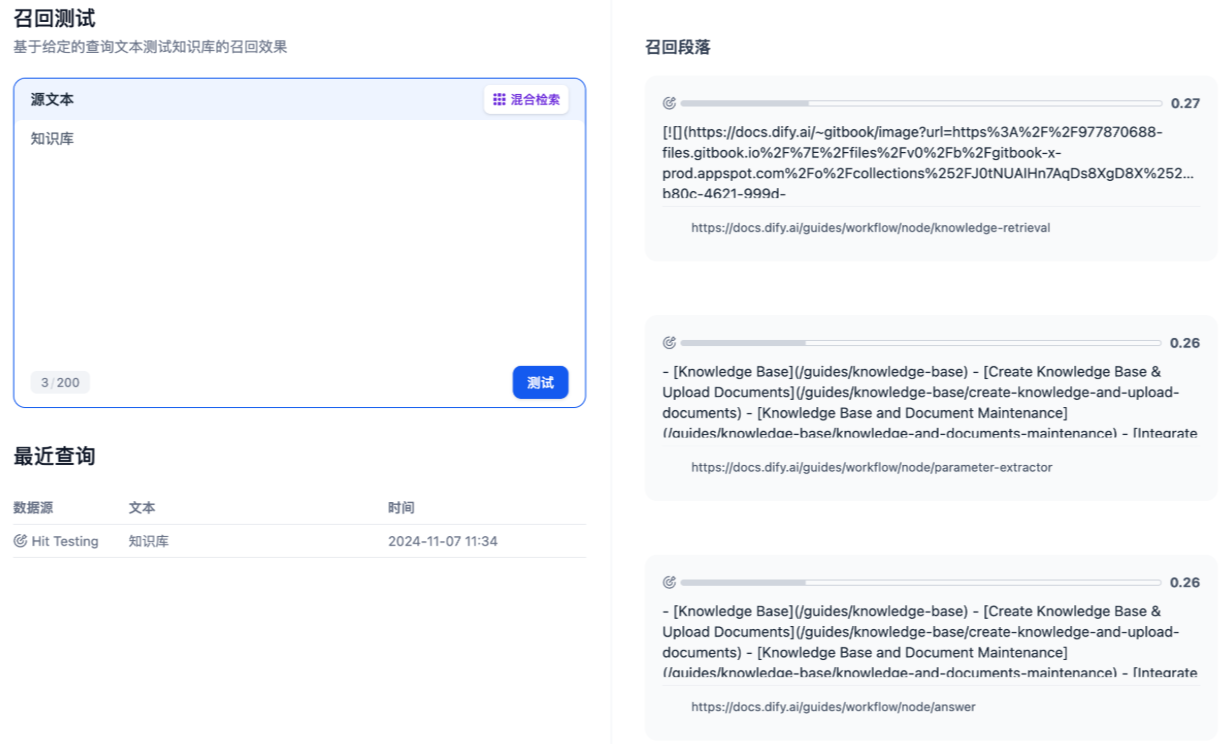 召回测试
基于给定的查询文本测试知识库的召回效果
源文本
混合检索
知识库
3/200
测试
最近查询
数据源 文本 时间
Hit Testing 知识库 2024-11-07 11:34
召回段落
0.27
[![](https://docs.dify.ai/~gitbook/image?url=https%3A%2F%2F977870688-
files.gitbook.io%2F%7E%2Ffiles%2Fv0%2Fb%2Fgitbook-x-
prod.appspot.com%2Fo%2Fcollections%252FJ0tNUAIHn7AqDs8XgD8X%252...
b80c-4621-999d-
https://docs.dify.ai/guides/workflow/node/knowledge-retrieval
0.26
- [Knowledge Base](/guides/knowledge-base) - [Create Knowledge Base &
Upload Documents](/guides/knowledge-base/create-knowledge-and-upload-
documents) - [Knowledge Base and Document Maintenance]
(/guides/knowledge-base/knowledge-and-documents-maintenance) - [Integrate
https://docs.dify.ai/guides/workflow/node/parameter-extractor
0.26
- [Knowledge Base](/guides/knowledge-base) - [Create Knowledge Base &
Upload Documents](/guides/knowledge-base/create-knowledge-and-upload-
documents) - [Knowledge Base and Document Maintenance]
(/guides/knowledge-base/knowledge-and-documents-maintenance) - [Integrate
https://docs.dify.ai/guides/workflow/node/answer